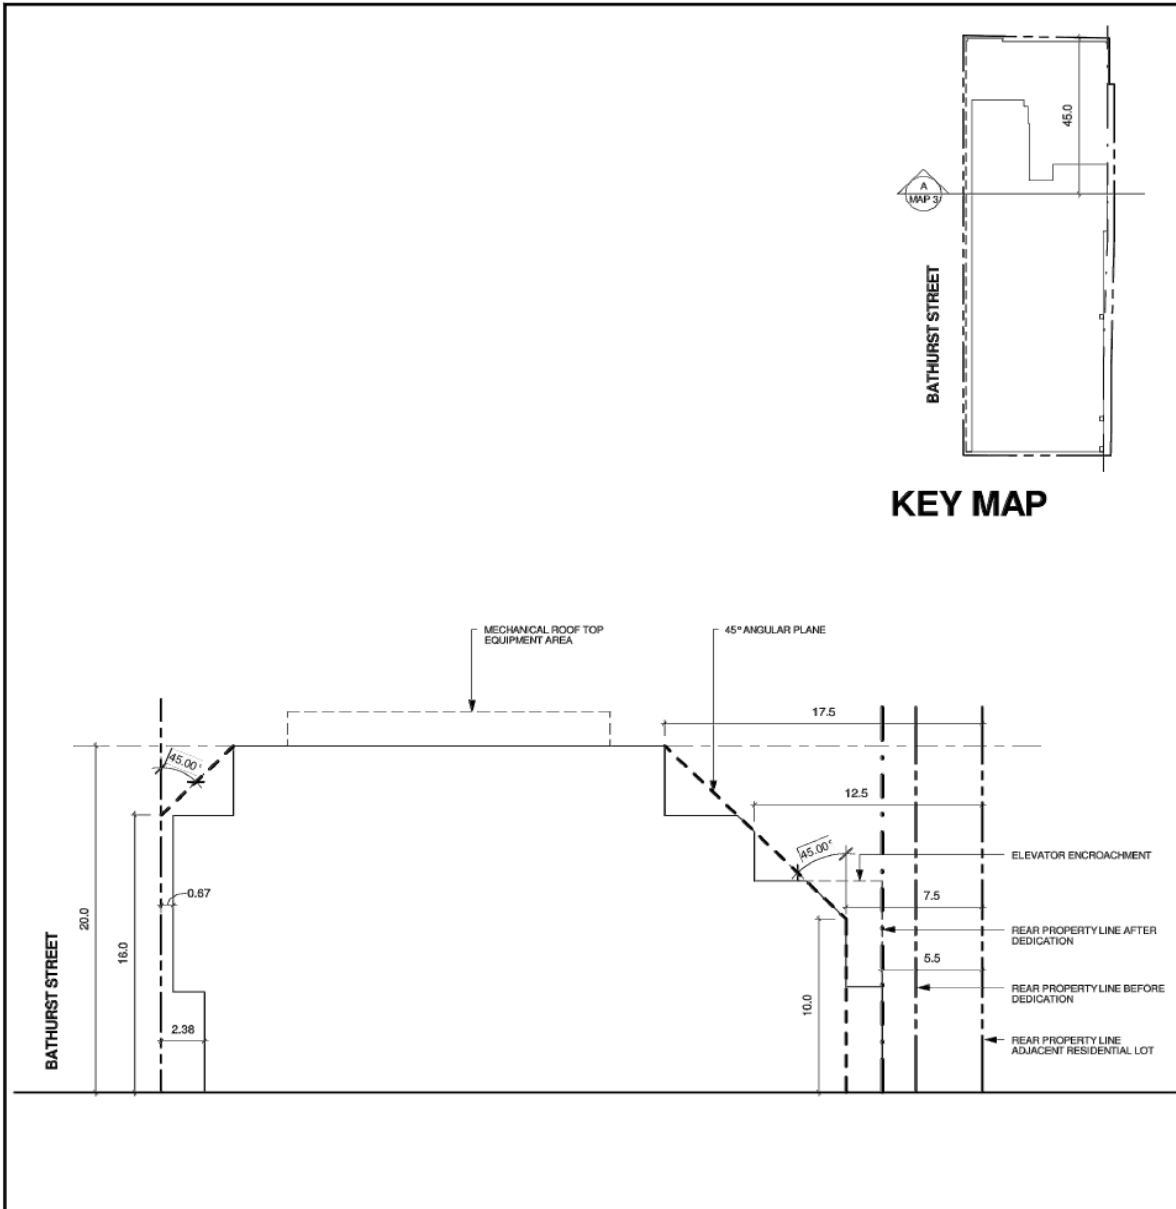 45.0
A
MAP 3
BATHURST STREET
KEY MAP
MECHANICAL ROOF TOP
EQUIPMENT AREA
45° ANGULAR PLANE
17.5
45.00°
12.5
45.00°
ELEVATOR ENCROACHMENT
0.67
7.5
20.0
16.0
REAR PROPERTY LINE AFTER
DEDICATION
5.5
BATHURST STREET
REAR PROPERTY LINE BEFORE
DEDICATION
10.0
2.38
REAR PROPERTY LINE
ADJACENT RESIDENTIAL LOT